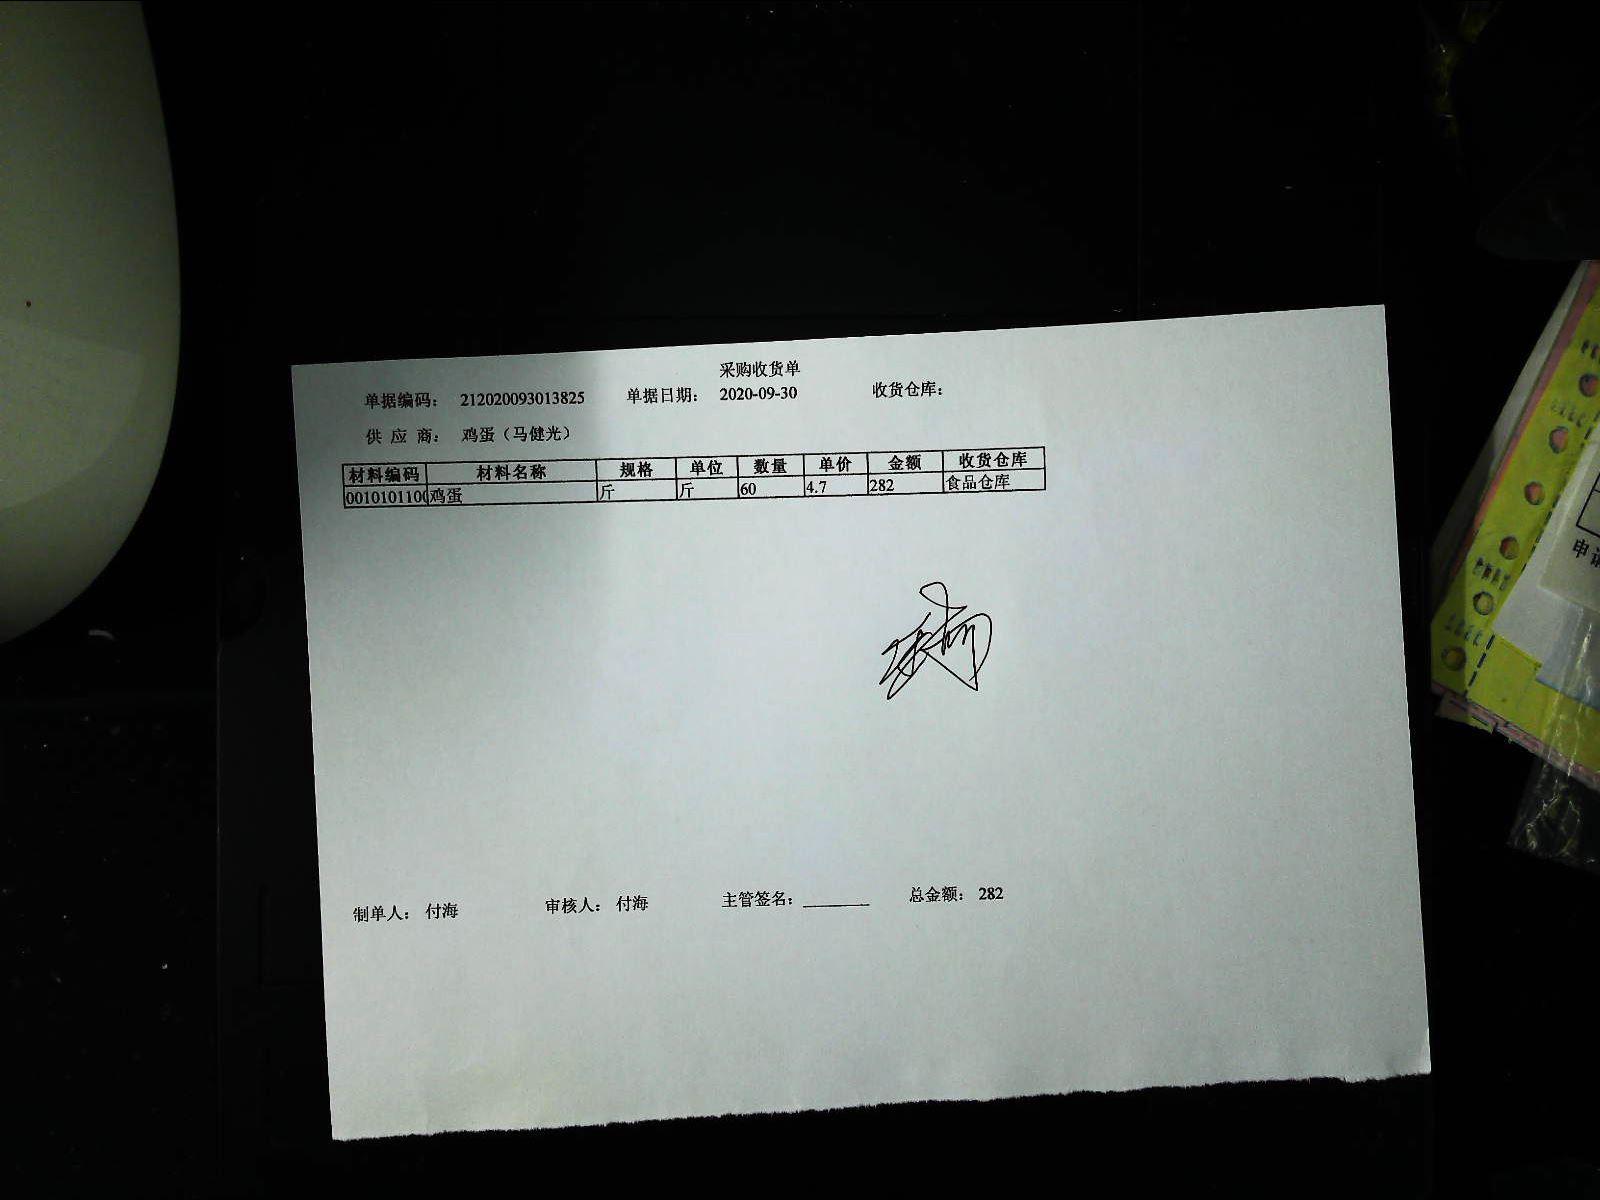 采购收货单
单据编码： 212020093013825 单据日期： 2020-09-30 收货仓库：
供 应 商： 鸡蛋（马健光）
材料编码 材料名称 规格 单位 数量 单价 金额 收货仓库
0010101100 鸡蛋 斤 斤 60 4.7 282 食品仓库
制单人： 付海 审核人： 付海 主管签名：________ 总金额： 282
申